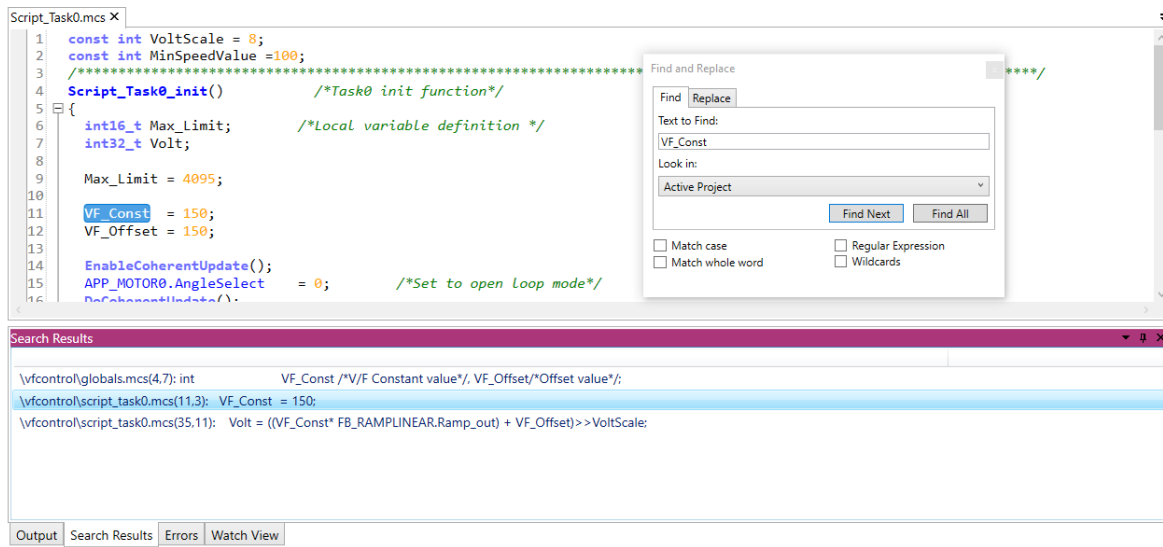 Script_Task0.mcs ✕
1 const int VoltScale = 8;
2 const int MinSpeedValue =100;
3 /********************************************************************* ****/
4 Script_Task0_init() /*Task0 init function*/
5 {
6 int16_t Max_Limit; /*Local variable definition */
7 int32_t Volt;
8
9 Max_Limit = 4095;
10
11 VF_Const = 150;
12 VF_Offset = 150;
13
14 EnableCoherentUpdate();
15 APP_MOTOR0.AngleSelect = 0; /*Set to open loop mode*/
16 DoCoherentUpdate();
Find and Replace
Find Replace
Text to Find:
VF_Const
Look in:
Active Project
Find Next Find All
Match case Regular Expression
Match whole word Wildcards
Search Results
\vfcontrol\globals.mcs(4,7): int VF_Const /*V/F Constant value*/, VF_Offset/*Offset value*/;
\vfcontrol\script_task0.mcs(11,3): VF_Const = 150;
\vfcontrol\script_task0.mcs(35,11): Volt = ((VF_Const* FB_RAMPLINEAR.Ramp_out) + VF_Offset)>>VoltScale;
Output Search Results Errors Watch View